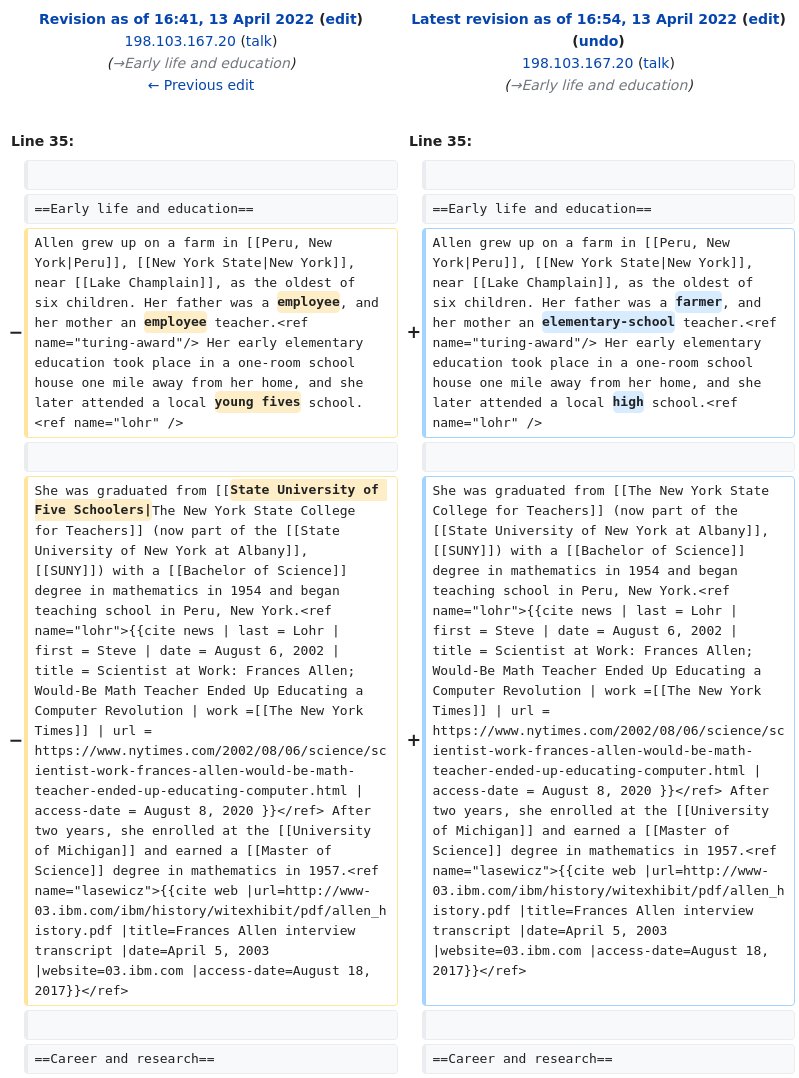 Revision as of 16:41, 13 April 2022 (edit)
198.103.167.20 (talk)
(→Early life and education)
← Previous edit
Latest revision as of 16:54, 13 April 2022 (edit)
(undo)
198.103.167.20 (talk)
(→Early life and education)
Line 35:
==Early life and education==
− Allen grew up on a farm in [[Peru, New
York|Peru]], [[New York State|New York]],
near [[Lake Champlain]], as the oldest of
six children. Her father was a employee, and
her mother an employee teacher.<ref
name="turing-award"/> Her early elementary
education took place in a one-room school
house one mile away from her home, and she
later attended a local young fives school.
<ref name="lohr" />
− She was graduated from [[State University of
Five Schoolers|The New York State College
for Teachers]] (now part of the [[State
University of New York at Albany]],
[[SUNY]]) with a [[Bachelor of Science]]
degree in mathematics in 1954 and began
teaching school in Peru, New York.<ref
name="lohr">{{cite news | last = Lohr |
first = Steve | date = August 6, 2002 |
title = Scientist at Work: Frances Allen;
Would-Be Math Teacher Ended Up Educating a
Computer Revolution | work =[[The New York
Times]] | url =
https://www.nytimes.com/2002/08/06/science/sc
ientist-work-frances-allen-would-be-math-
teacher-ended-up-educating-computer.html |
access-date = August 8, 2020 }}</ref> After
two years, she enrolled at the [[University
of Michigan]] and earned a [[Master of
Science]] degree in mathematics in 1957.<ref
name="lasewicz">{{cite web |url=http://www-
03.ibm.com/ibm/history/witexhibit/pdf/allen_h
istory.pdf |title=Frances Allen interview
transcript |date=April 5, 2003
|website=03.ibm.com |access-date=August 18,
2017}}</ref>
==Career and research==
Line 35:
==Early life and education==
+ Allen grew up on a farm in [[Peru, New
York|Peru]], [[New York State|New York]],
near [[Lake Champlain]], as the oldest of
six children. Her father was a farmer, and
her mother an elementary-school teacher.<ref
name="turing-award"/> Her early elementary
education took place in a one-room school
house one mile away from her home, and she
later attended a local high school.<ref
name="lohr" />
+ She was graduated from [[The New York State
College for Teachers]] (now part of the
[[State University of New York at Albany]],
[[SUNY]]) with a [[Bachelor of Science]]
degree in mathematics in 1954 and began
teaching school in Peru, New York.<ref
name="lohr">{{cite news | last = Lohr |
first = Steve | date = August 6, 2002 |
title = Scientist at Work: Frances Allen;
Would-Be Math Teacher Ended Up Educating a
Computer Revolution | work =[[The New York
Times]] | url =
https://www.nytimes.com/2002/08/06/science/sc
ientist-work-frances-allen-would-be-math-
teacher-ended-up-educating-computer.html |
access-date = August 8, 2020 }}</ref> After
two years, she enrolled at the [[University
of Michigan]] and earned a [[Master of
Science]] degree in mathematics in 1957.<ref
name="lasewicz">{{cite web |url=http://www-
03.ibm.com/ibm/history/witexhibit/pdf/allen_h
istory.pdf |title=Frances Allen interview
transcript |date=April 5, 2003
|website=03.ibm.com |access-date=August 18,
2017}}</ref>
==Career and research==